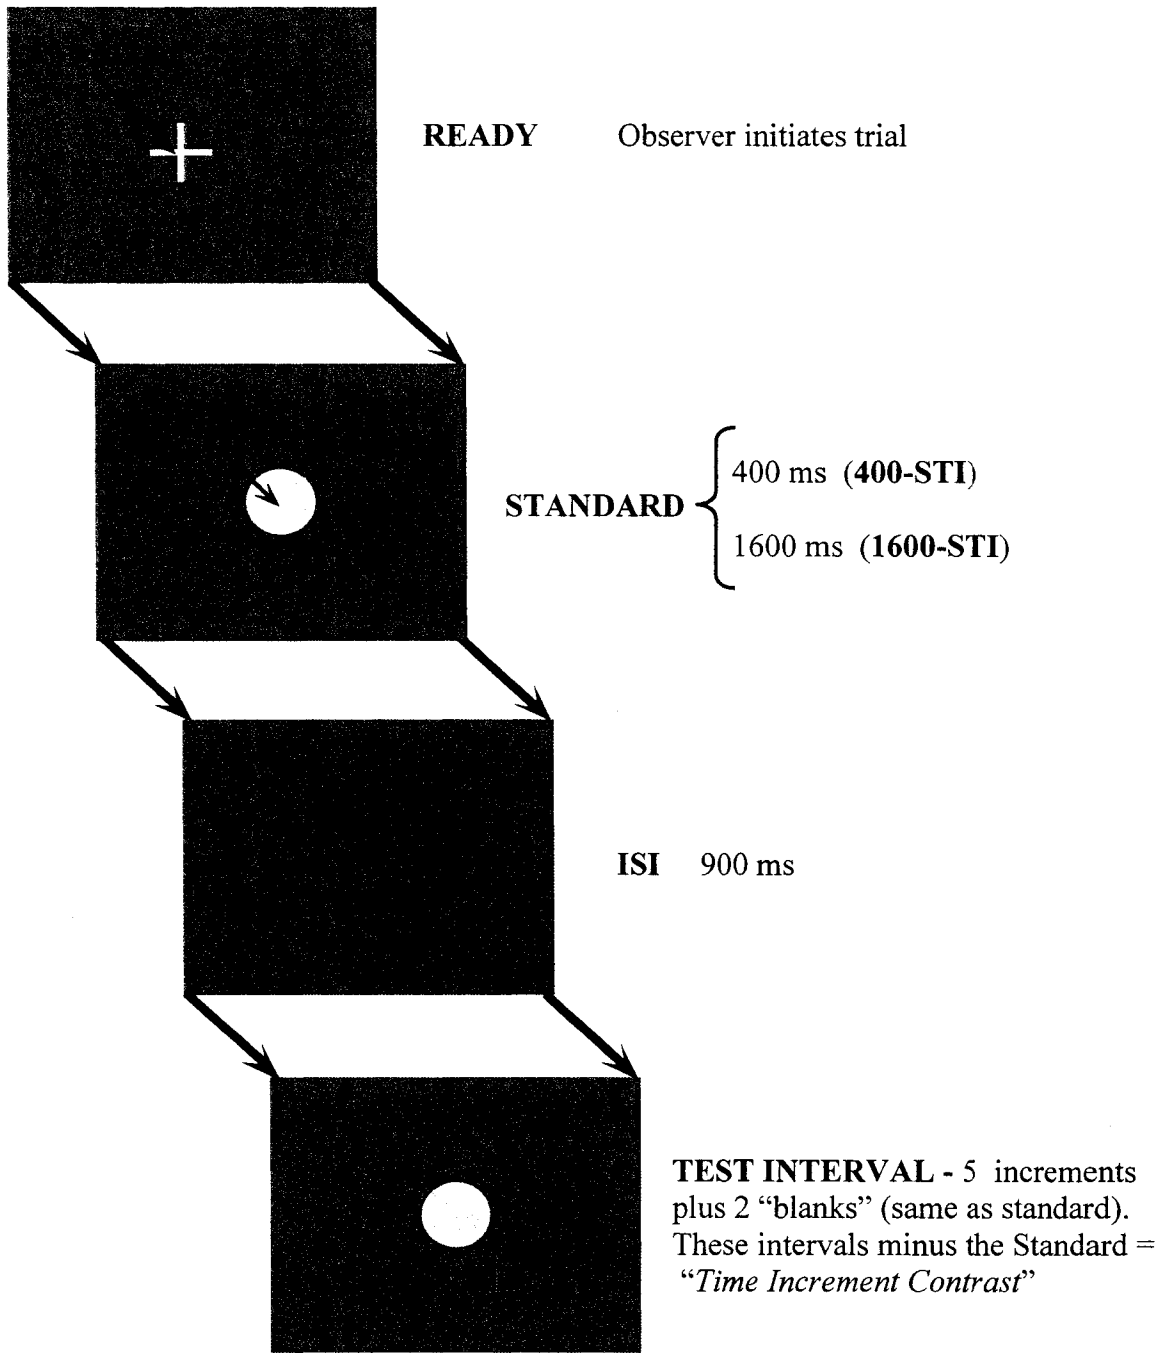 READY Observer initiates trial
400 ms (400-STI)
STANDARD
1600 ms (1600-STI)
ISI 900 ms
TEST INTERVAL - 5 increments
plus 2 “blanks” (same as standard).
These intervals minus the Standard =
“Time Increment Contrast”